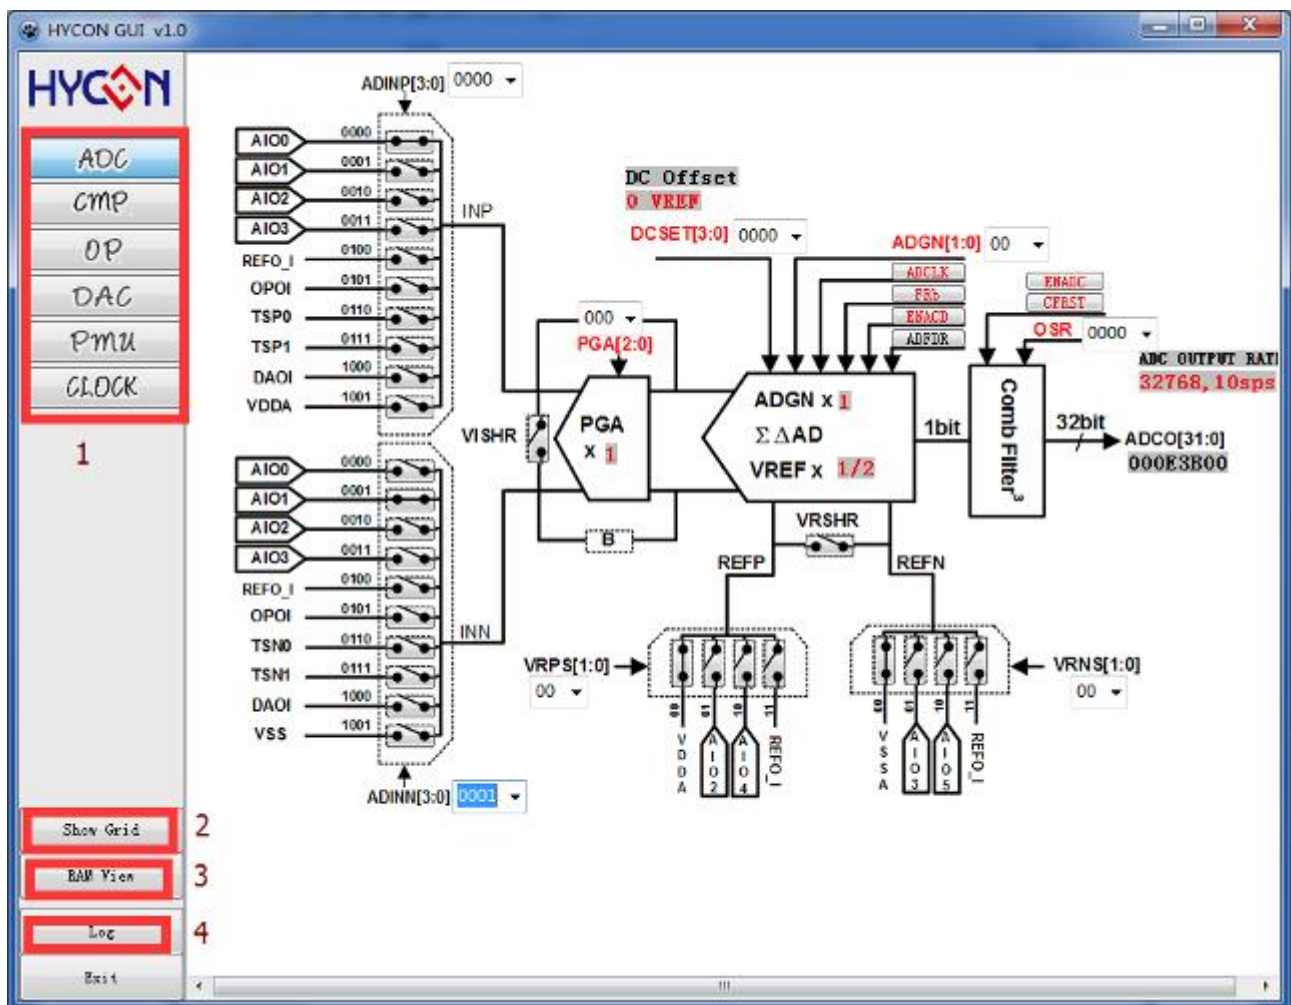 HYCON GUI v1.0
HYCON
ADC
CMP
OP
DAC
PMU
CLOCK
1
Show Grid
2
RAM View
3
Log
4
Exit
ADINP[3:0] 0000
AIO0 0000
AIO1 0001
AIO2 0010
AIO3 0011
REFO_I 0100
OPOI 0101
TSP0 0110
TSP1 0111
DAOI 1000
VDDA 1001
INP
AIO0 0000
AIO1 0001
AIO2 0010
AIO3 0011
REFO_I 0100
OPOI 0101
TSN0 0110
TSN1 0111
DAOI 1000
VSS 1001
INN
ADINN[3:0] 0001
DC Offset
0 VREF
DCSET[3:0] 0000
ADGN[1:0] 00
ADCLK
FRb
ENACD
ADFDR
ENADC
CFRST
OSR 0000
ADC OUTPUT RATE
32768,10sps
000
PGA[2:0]
VISHR
PGA
x 1
B
ADGN x 1
ΣΔAD
VREF x 1/2
1bit
Comb Filter3
32bit
ADCO[31:0]
000E3B00
VRSHR
REFP
REFN
VRPS[1:0]
00
00 01 10 11
VDDA
AIO2
AIO4
REFO_I
VRNS[1:0]
00
00 01 10 11
VSSA
AIO3
AIO5
REFO_I